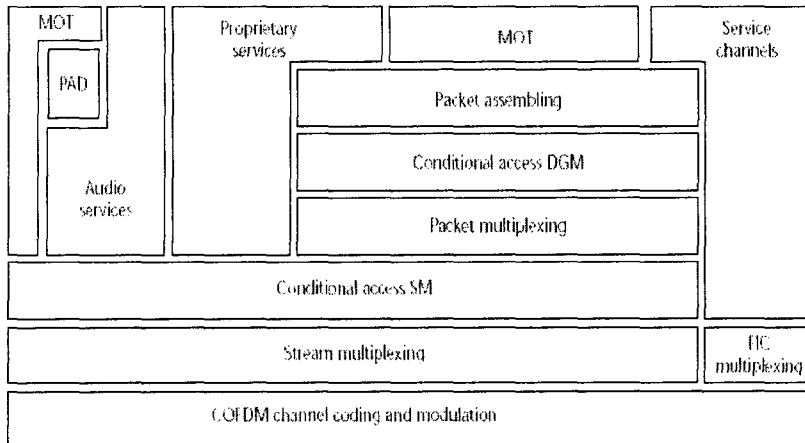 MOT
Proprietary
services
MOT
Service
channels
PAD
Packet assembling
Conditional access DGM
Audio
services
Packet multiplexing
Conditional access SM
Stream multiplexing
FIC
multiplexing
COFDM channel coding and modulation